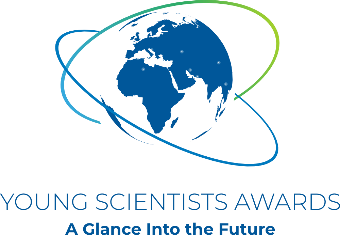 YOUNG SCIENTISTS AWARDS
A Glance Into the Future